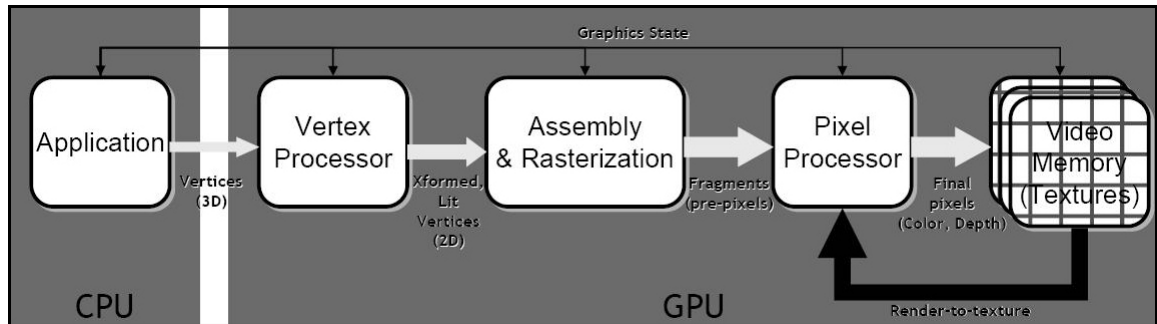 Graphics State
Application
Vertices
(3D)
Vertex
Processor
Xformed,
Lit
Vertices
(2D)
Assembly
& Rasterization
Fragments
(pre-pixels)
Pixel
Processor
Final
pixels
(Color, Depth)
Video
Memory
(Textures)
Render-to-texture
CPU
GPU